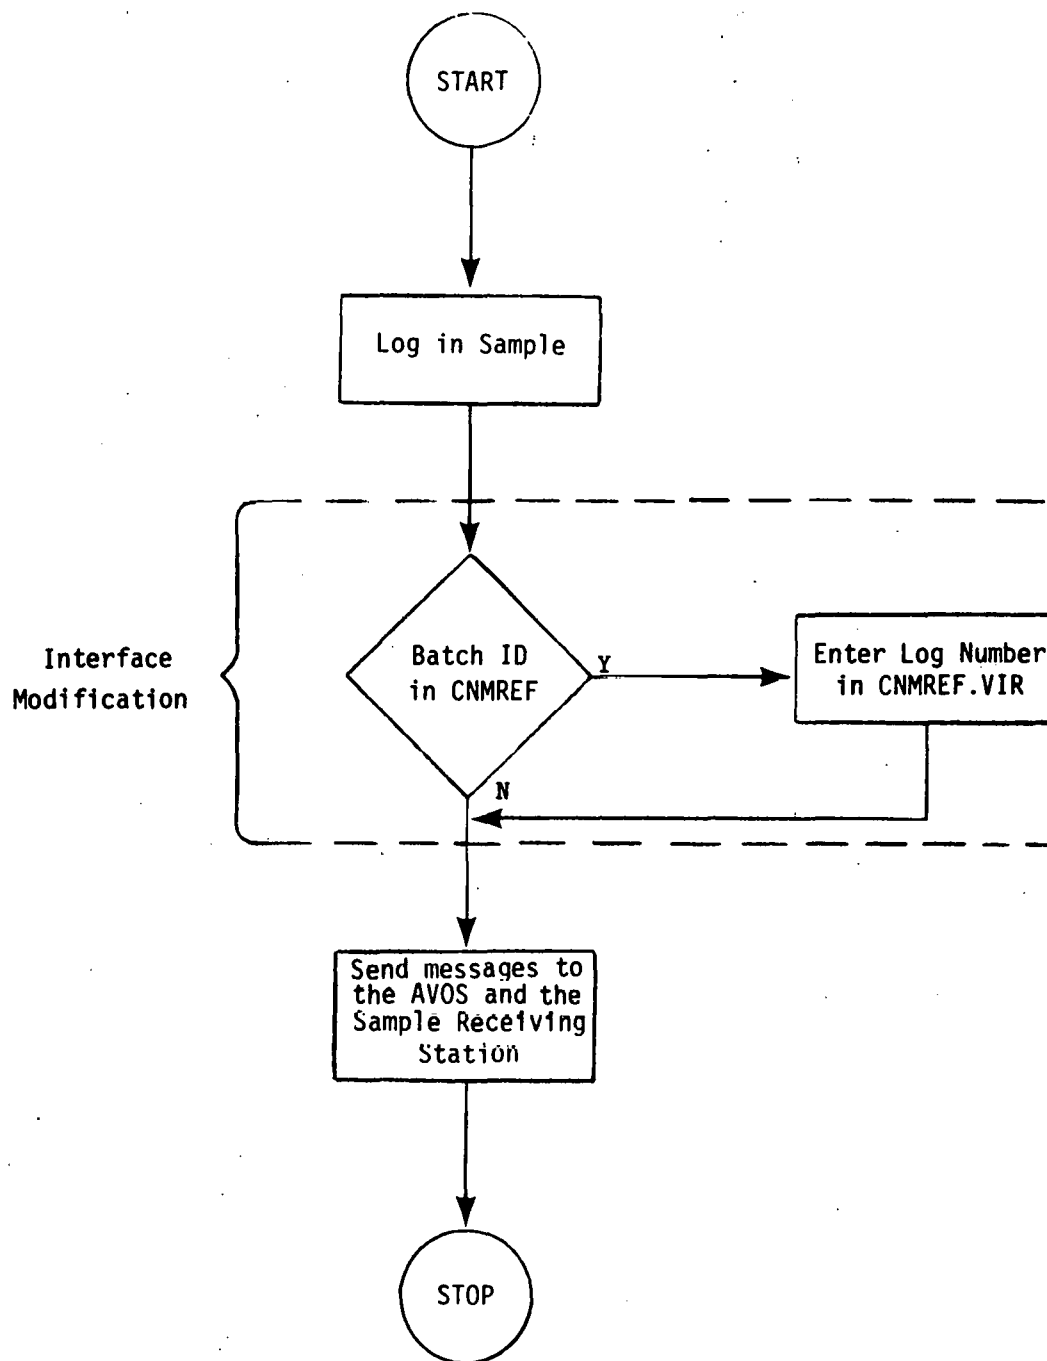 START
Log in Sample
Interface
Modification
Batch ID
in CNMREF
Y
Enter Log Number
in CNMREF.VIR
N
Send messages to
the AVOS and the
Sample Receiving
Station
STOP